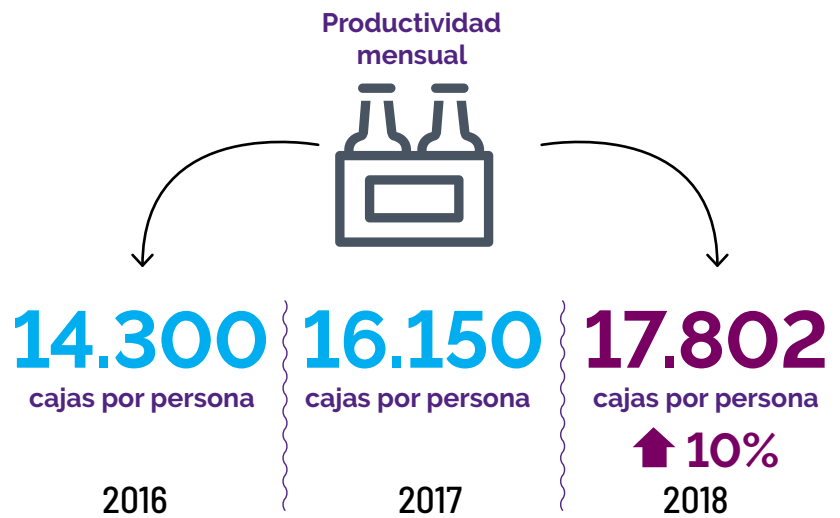 Productividad
mensual
14.300
cajas por persona
2016
16.150
cajas por persona
2017
17.802
cajas por persona
10%
2018